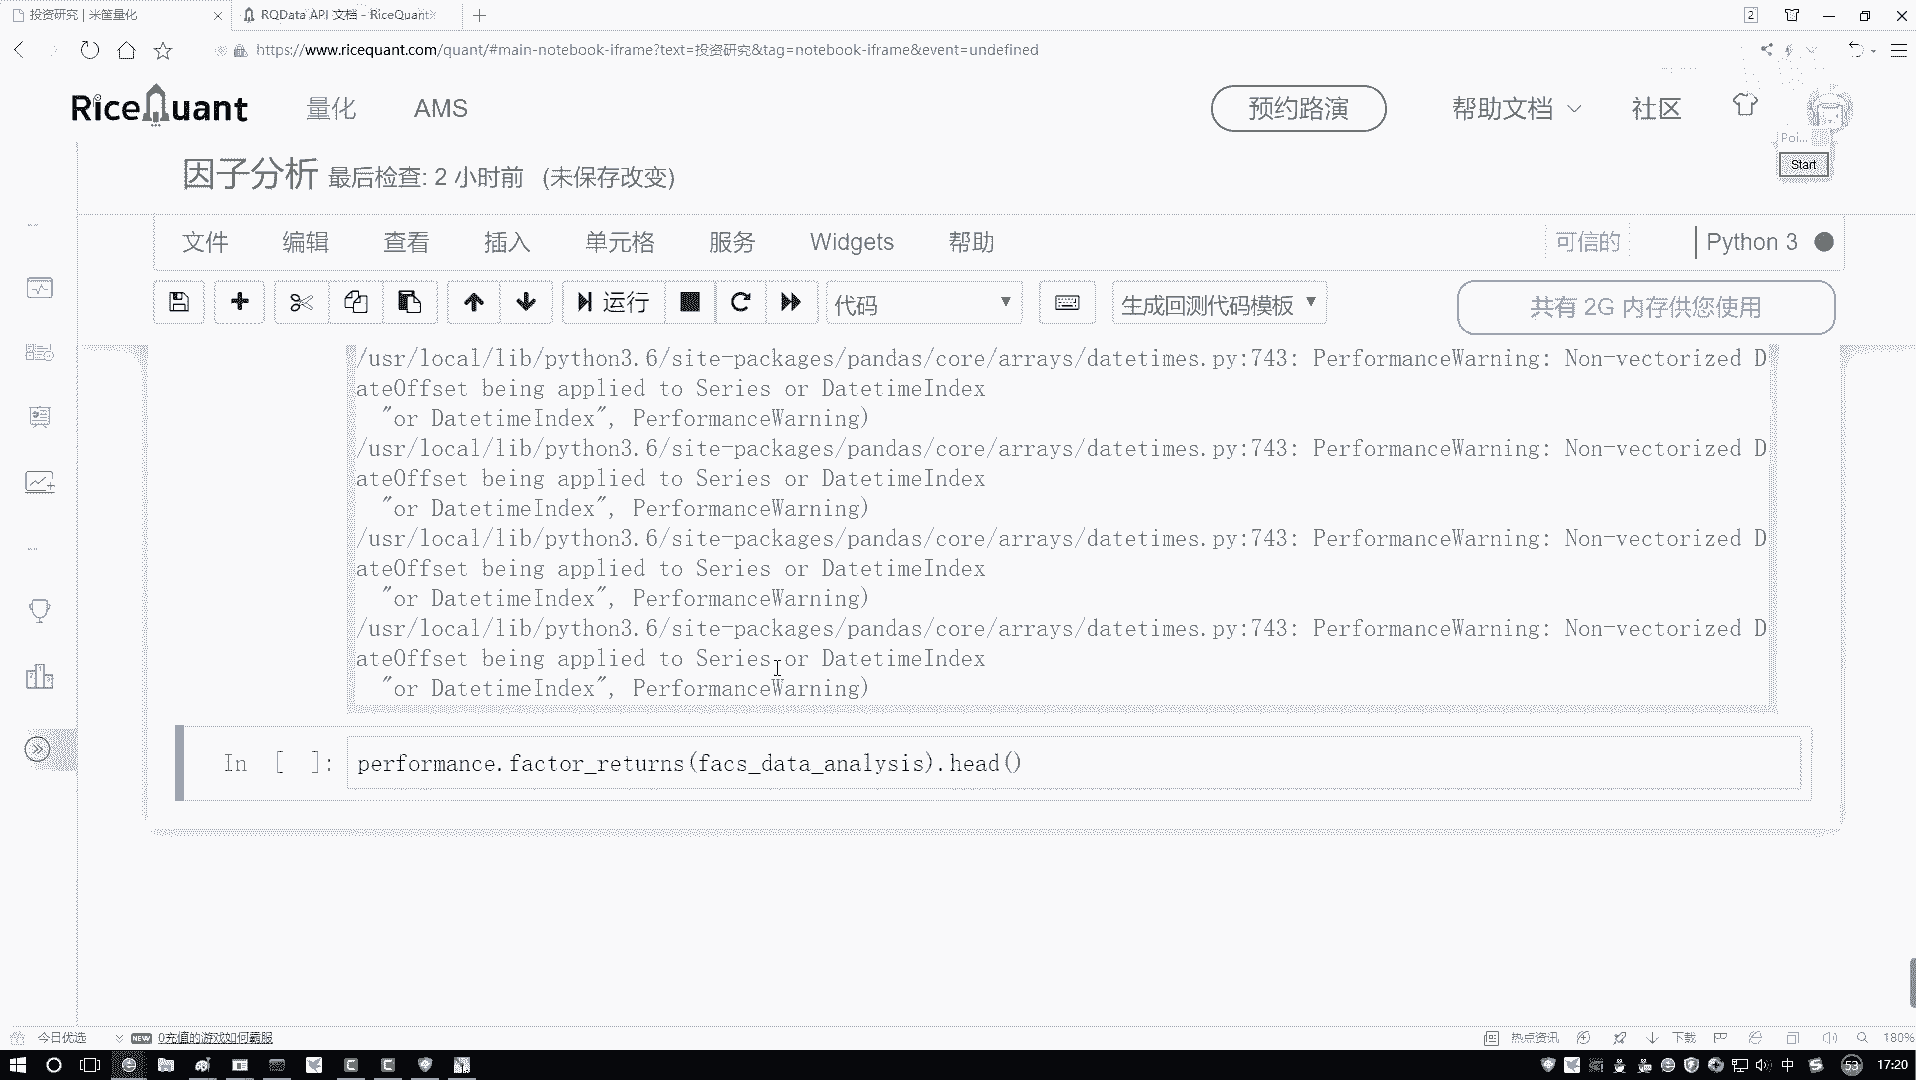 投资研究 | 米筐量化
RQData API 文档 - RiceQuant
2
https://www.ricequant.com/quant/#main-notebook-iframe?text=投资研究&tag=notebook-iframe&event=undefined
RiceQuant
量化
AMS
预约路演
帮助文档
社区
Poi...
Start
因子分析 最后检查: 2 小时前 (未保存改变)
文件 编辑 查看 插入 单元格 服务 Widgets 帮助
可信的
Python 3
运行
代码
生成回测代码模板
共有 2G 内存供您使用
/usr/local/lib/python3.6/site-packages/pandas/core/arrays/datetimes.py:743: PerformanceWarning: Non-vectorized D
ateOffset being applied to Series or DatetimeIndex
"or DatetimeIndex", PerformanceWarning)
/usr/local/lib/python3.6/site-packages/pandas/core/arrays/datetimes.py:743: PerformanceWarning: Non-vectorized D
ateOffset being applied to Series or DatetimeIndex
"or DatetimeIndex", PerformanceWarning)
/usr/local/lib/python3.6/site-packages/pandas/core/arrays/datetimes.py:743: PerformanceWarning: Non-vectorized D
ateOffset being applied to Series or DatetimeIndex
"or DatetimeIndex", PerformanceWarning)
/usr/local/lib/python3.6/site-packages/pandas/core/arrays/datetimes.py:743: PerformanceWarning: Non-vectorized D
ateOffset being applied to Series or DatetimeIndex
"or DatetimeIndex", PerformanceWarning)
In [ ]: performance.factor_returns(facs_data_analysis).head()
今日优选
NEW
0充值的游戏如何霸服
热点资讯
下载
180%
中
53
17:20